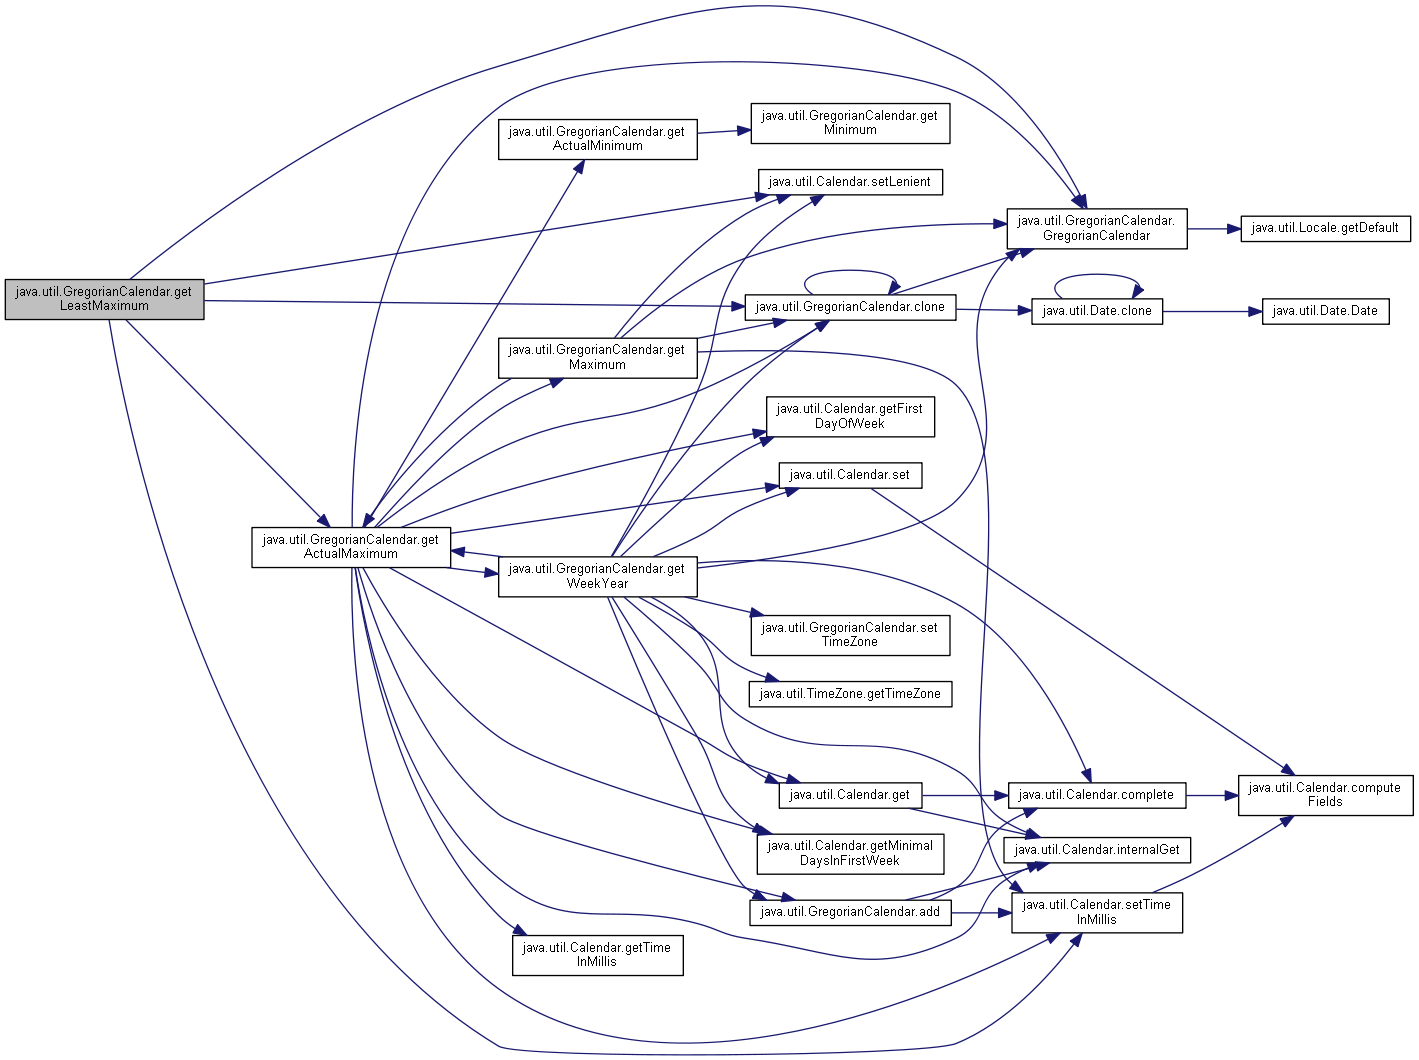 java.util.GregorianCalendar.get
LeastMaximum
java.util.GregorianCalendar.get
ActualMaximum
java.util.GregorianCalendar.get
ActualMinimum
java.util.GregorianCalendar.get
Maximum
java.util.GregorianCalendar.get
WeekYear
java.util.Calendar.getTime
InMillis
java.util.GregorianCalendar.get
Minimum
java.util.Calendar.setLenient
java.util.GregorianCalendar.clone
java.util.Calendar.getFirst
DayOfWeek
java.util.Calendar.set
java.util.GregorianCalendar.set
TimeZone
java.util.TimeZone.getTimeZone
java.util.Calendar.get
java.util.Calendar.getMinimal
DaysInFirstWeek
java.util.GregorianCalendar.add
java.util.GregorianCalendar.
GregorianCalendar
java.util.Date.clone
java.util.Calendar.complete
java.util.Calendar.internalGet
java.util.Calendar.setTime
InMillis
java.util.Locale.getDefault
java.util.Date.Date
java.util.Calendar.compute
Fields